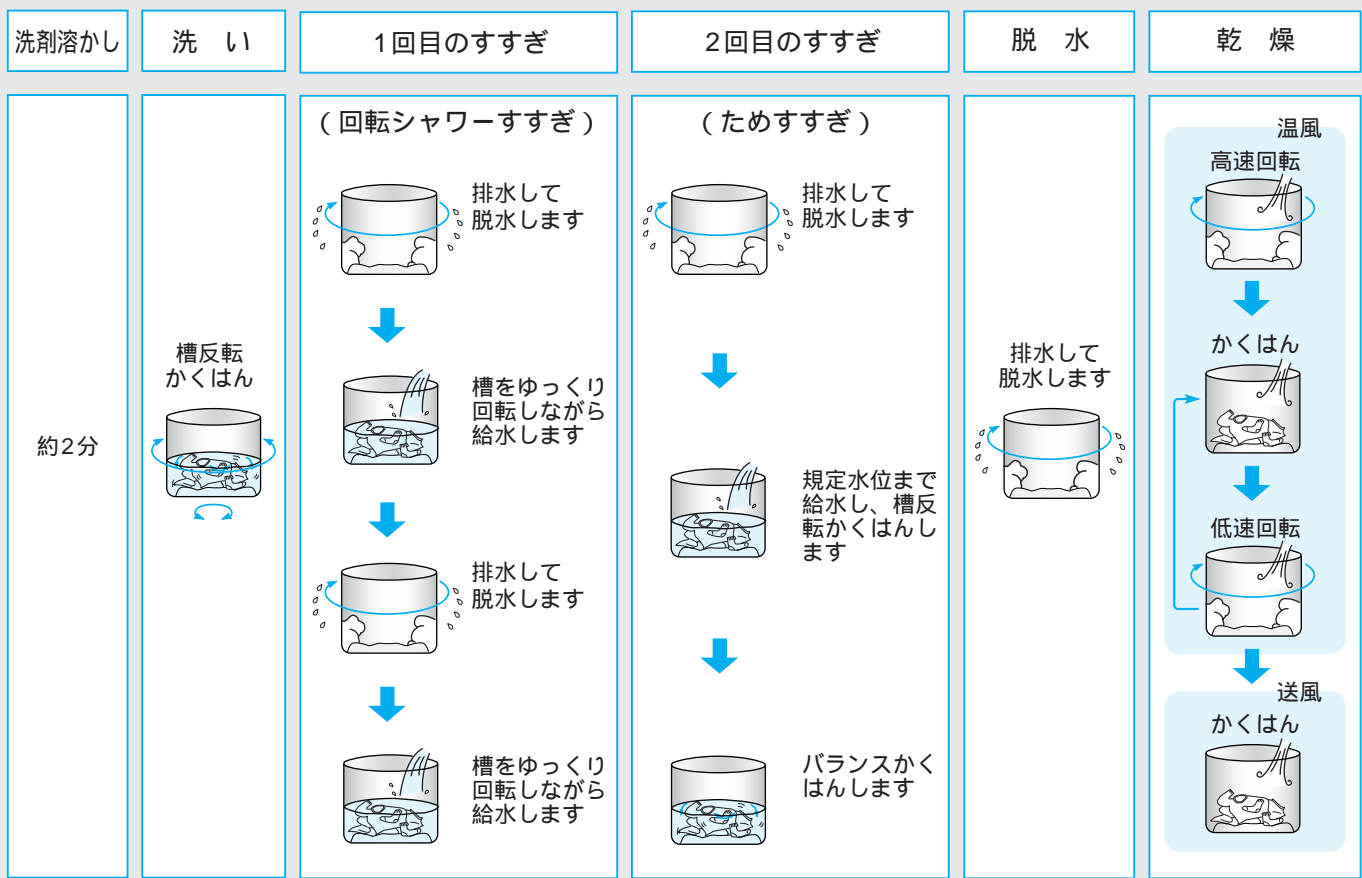 洗剤溶かし
洗 い
1回目のすすぎ
2回目のすすぎ
脱 水
乾 燥
約2分
槽反転
かくはん
(回転シャワーすすぎ)
排水して
脱水します
槽をゆっくり
回転しながら
給水します
排水して
脱水します
槽をゆっくり
回転しながら
給水します
(ためすすぎ)
排水して
脱水します
規定水位まで
給水し、槽反
転かくはんし
ます
バランスかく
はんします
排水して
脱水します
温風
高速回転
かくはん
低速回転
送風
かくはん